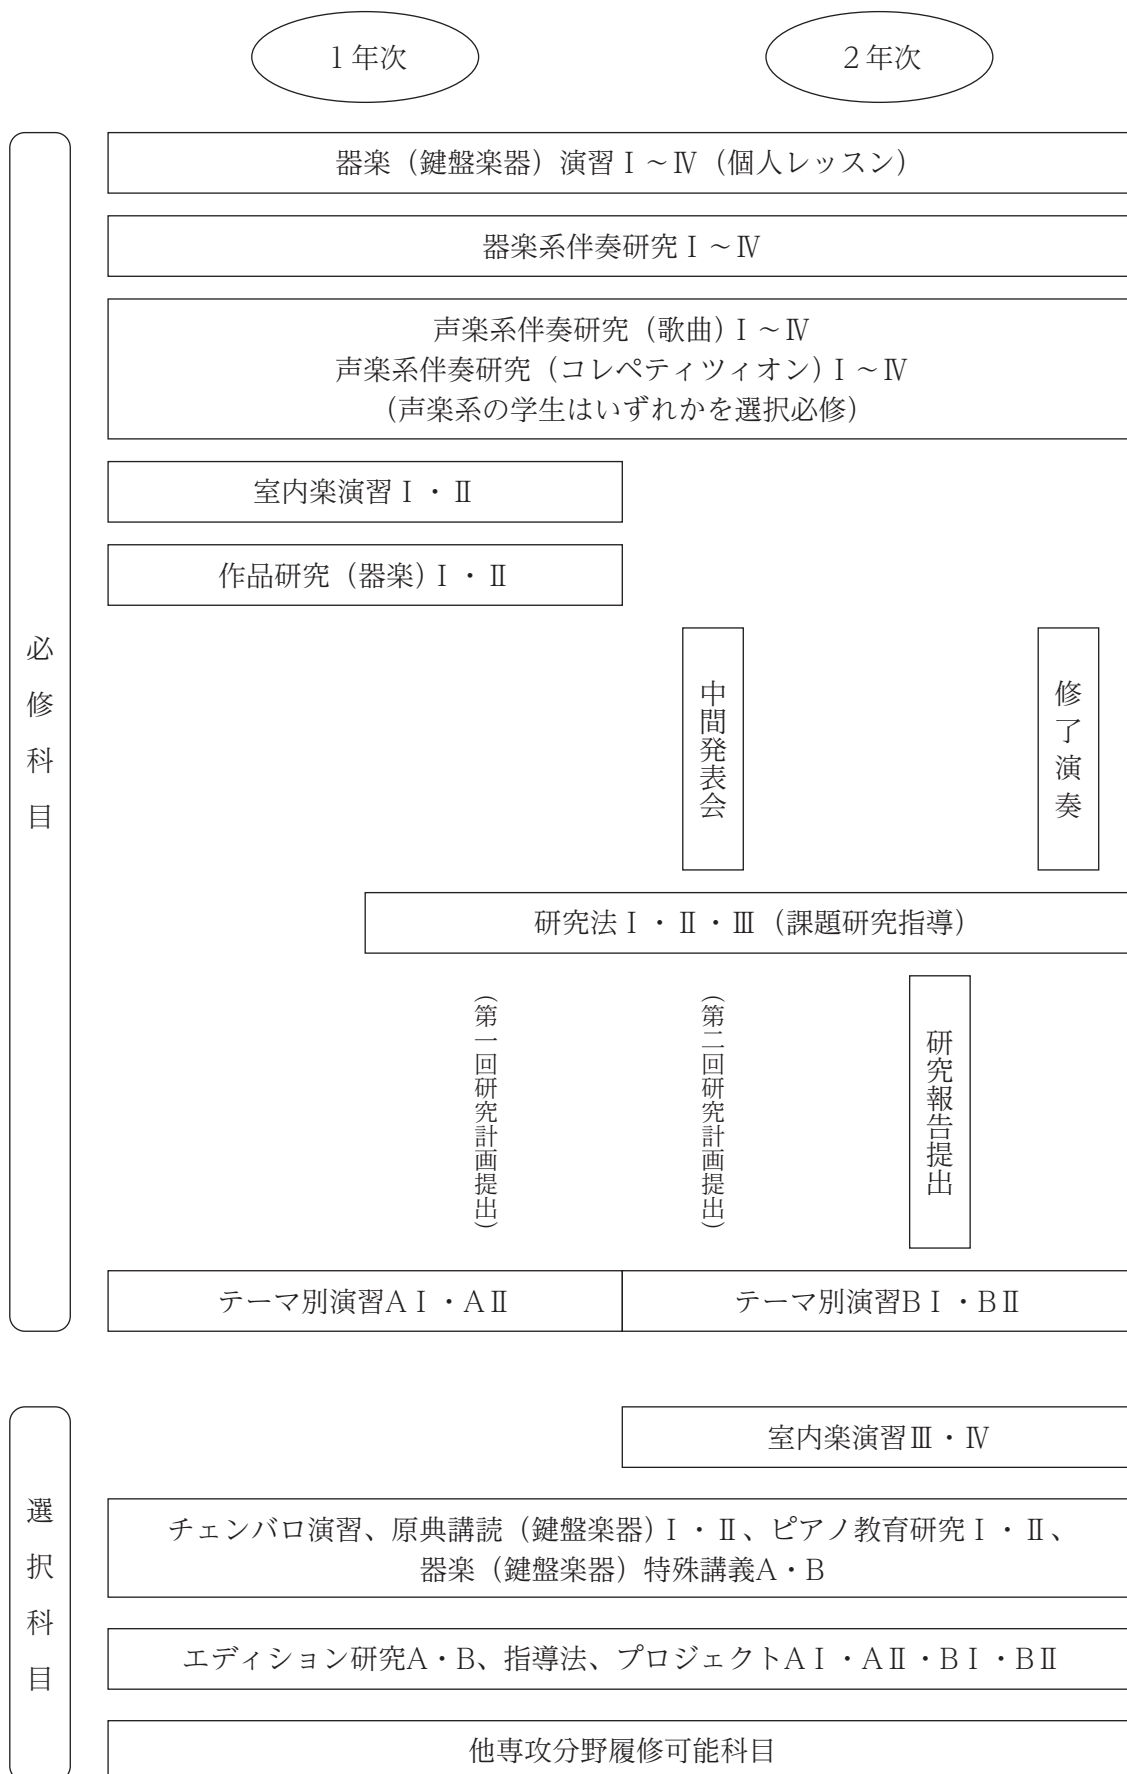 1年次
2年次
必修科目
器楽（鍵盤楽器）演習Ⅰ～Ⅳ（個人レッスン）
器楽系伴奏研究Ⅰ～Ⅳ
声楽系伴奏研究（歌曲）Ⅰ～Ⅳ
声楽系伴奏研究（コレペティツィオン）Ⅰ～Ⅳ
（声楽系の学生はいずれかを選択必修）
室内楽演習Ⅰ・Ⅱ
作品研究（器楽）Ⅰ・Ⅱ
中間発表会
修了演奏
研究法Ⅰ・Ⅱ・Ⅲ（課題研究指導）
（第一回研究計画提出）
（第二回研究計画提出）
研究報告提出
テーマ別演習AⅠ・AⅡ
テーマ別演習BⅠ・BⅡ
選択科目
室内楽演習Ⅲ・Ⅳ
チェンバロ演習、原典講読（鍵盤楽器）Ⅰ・Ⅱ、ピアノ教育研究Ⅰ・Ⅱ、
器楽（鍵盤楽器）特殊講義A・B
エディション研究A・B、指導法、プロジェクトAⅠ・AⅡ・BⅠ・BⅡ
他専攻分野履修可能科目